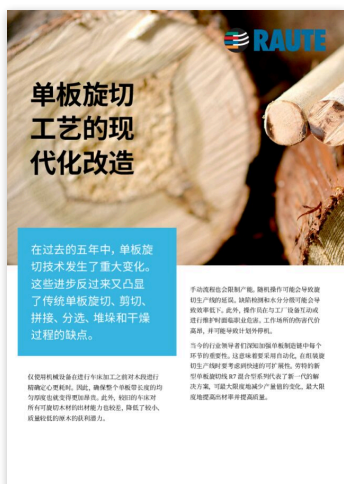 RAUTE
单板旋切
工艺的现
代化改造
在过去的五年中，单板旋
切技术发生了重大变化。
这些进步反过来又凸显
了传统单板旋切、剪切、
拼接、分选、堆垛和干燥
过程的缺点。
仅使用机械设备在进行车床加工之前对木段进行
精确定心更耗时。因此，确保整个单板带长度的均
匀厚度也就变得更加昂贵。此外，较旧的车床对
所有可旋切木材的出材能力也较差，降低了较小、
质量较低的原木的获利潜力。
手动流程也会限制产能。随机操作可能会导致旋
切生产线的延误。缺陷检测和水分分级可能会导
致效率低下。此外，操作员在与工厂设备互动或
进行维护时面临职业危害。工作场所的伤害代价
高昂，并可能导致计划外停机。
当今的行业领导者们深知加强单板制造链中每个
环节的重要性。这意味着要采用自动化，在组装旋
切生产线时要考虑到快速的可扩展性。劳特的新
型单板旋切线 R7 混合型系列代表了新一代的解
决方案，可最大限度地减少产量值的变化，最大限
度地提高出材率并提高质量。